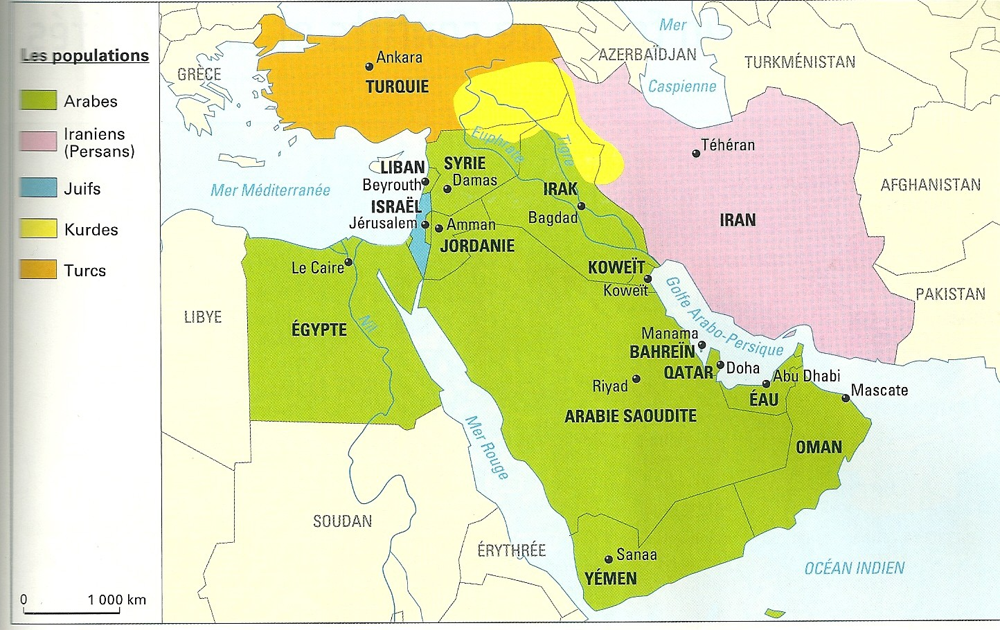 Les populations
Arabes
Iraniens
(Persans)
Juifs
Kurdes
Turcs
0 1 000 km
Mer
Caspienne
AZERBAÏDJAN
TURKMÉNISTAN
GRÈCE
Ankara
TURQUIE
Téhéran
IRAN
AFGHANISTAN
PAKISTAN
Euphrate
Tigre
LIBAN
Beyrouth
SYRIE
Damas
Mer Méditerranée
ISRAËL
Jérusalem
Amman
JORDANIE
IRAK
Bagdad
KOWEÏT
Koweït
Le Caire
LIBYE
ÉGYPTE
Nil
Golfe Arabo-Persique
Manama
BAHREÏN
QATAR
Doha
Abu Dhabi
ÉAU
Mascate
Riyad
ARABIE SAOUDITE
OMAN
Mer Rouge
SOUDAN
ÉRYTHRÉE
Sanaa
YÉMEN
OCÉAN INDIEN